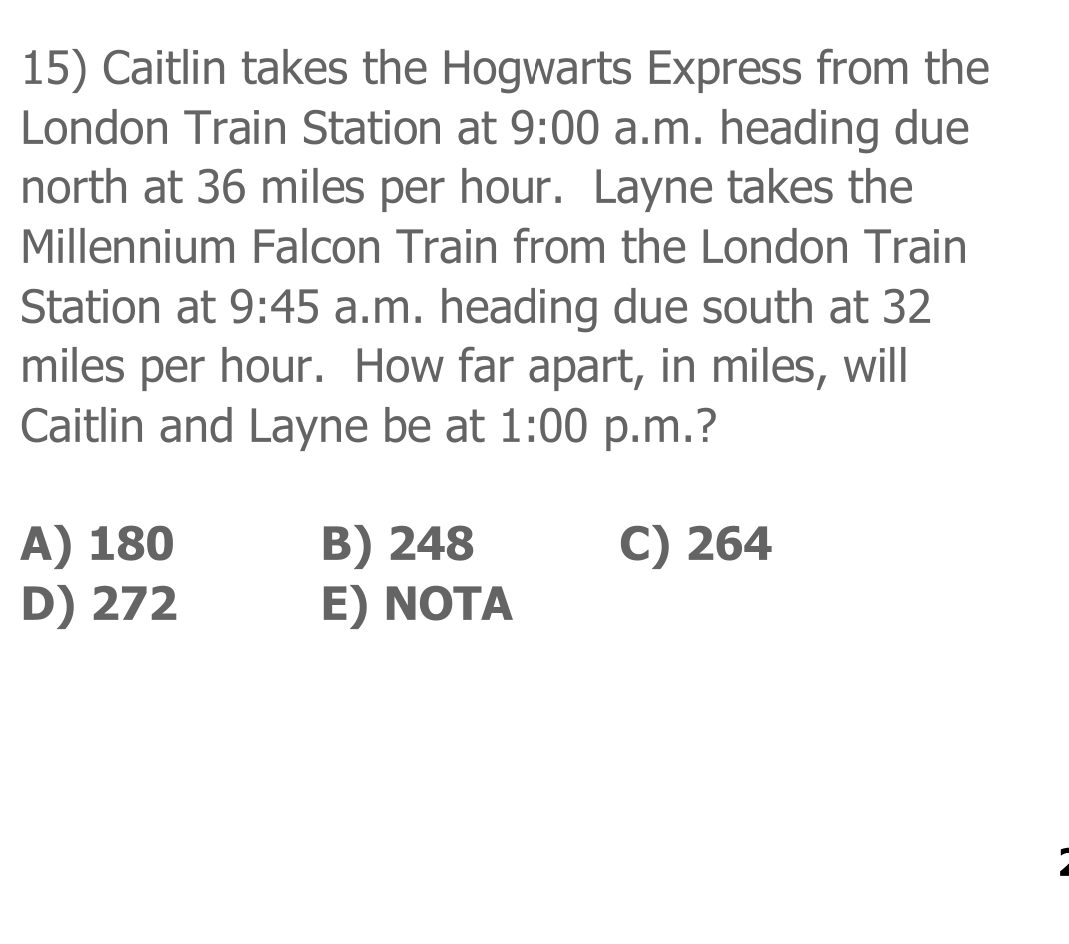 15) Caitlin takes the Hogwarts Express from the
London Train Station at 9:00 a.m. heading due
north at 36 miles per hour.  Layne takes the
Millennium Falcon Train from the London Train
Station at 9:45 a.m. heading due south at 32
miles per hour.  How far apart, in miles, will
Caitlin and Layne be at 1:00 p.m.?
A) 180 B) 248 C) 264
D) 272 E) NOTA